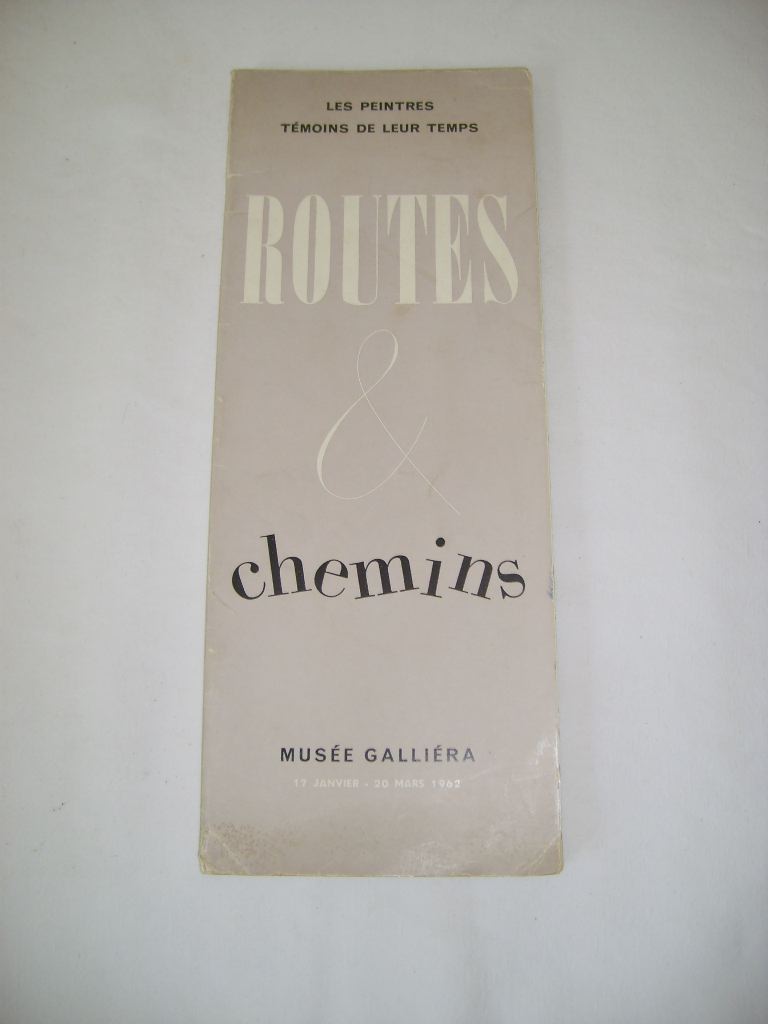 LES PEINTRES
TÉMOINS DE LEUR TEMPS
ROUTES
&
chemins
MUSÉE GALLIÉRA
17 JANVIER - 20 MARS 1962